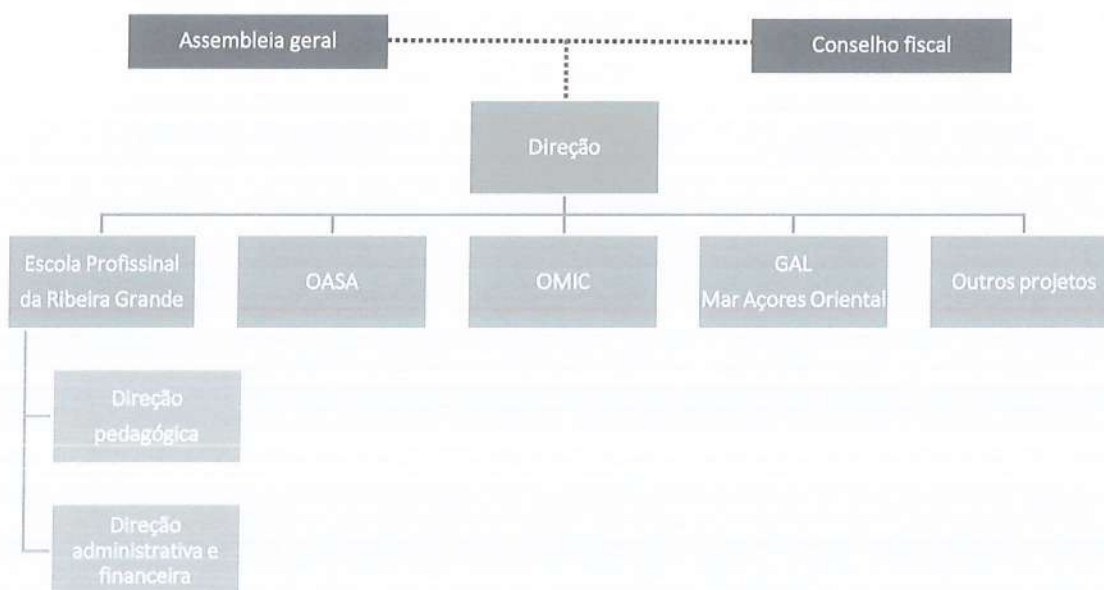 Assembleia geral
Conselho fiscal
Direção
Escola Profissinal
da Ribeira Grande
OASA
OMIC
GAL
Mar Açores Oriental
Outros projetos
Direção
pedagógica
Direção
administrativa e
financeira